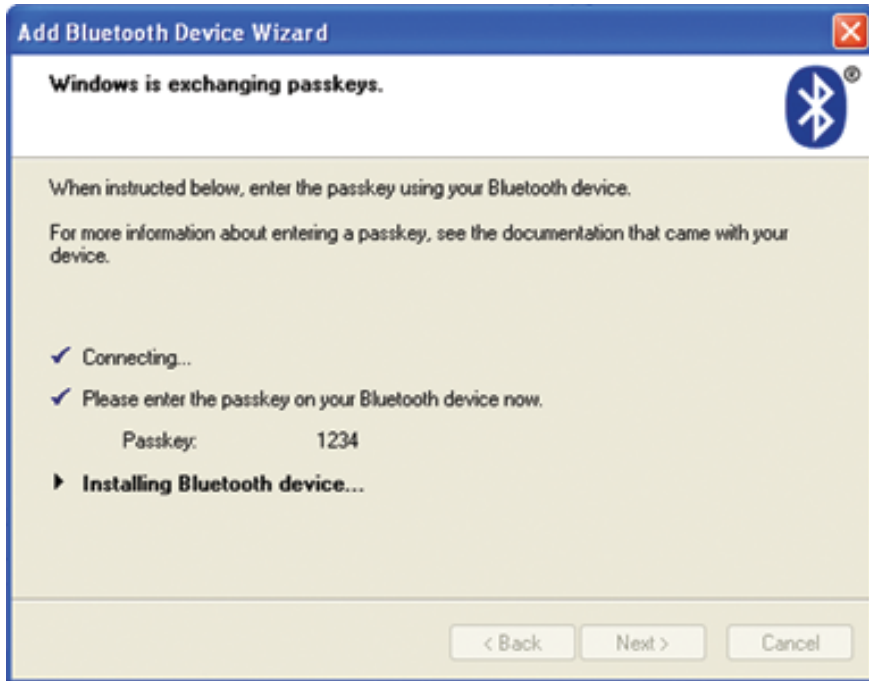 Add Bluetooth Device Wizard
Windows is exchanging passkeys.
®
When instructed below, enter the passkey using your Bluetooth device.
For more information about entering a passkey, see the documentation that came with your
device.
Connecting...
Please enter the passkey on your Bluetooth device now.
Passkey: 1234
Installing Bluetooth device...
< Back Next > Cancel